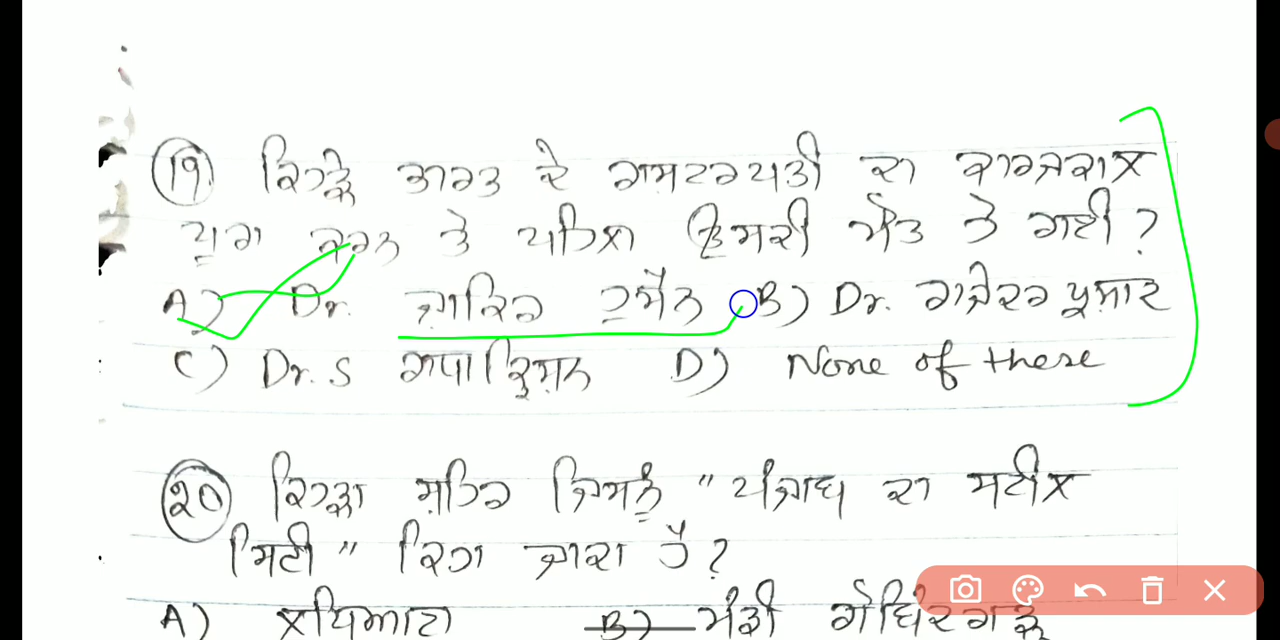 (19) ਕਿਹੜੇ ਭਾਰਤ ਦੇ ਰਾਸ਼ਟਰਪਤੀ ਦਾ ਕਾਰਜਕਾਲ
ਪੂਰਾ ਕਰਨ ਤੋਂ ਪਹਿਲਾ ਉਸਦੀ ਮੌਤ ਹੋ ਗਈ ?
A) Dr. ਜ਼ਾਕਿਰ ਹੁਸੈਨ B) Dr. ਰਾਜੇਂਦਰ ਪ੍ਰਸ਼ਾਦ
C) Dr. S ਰਾਧਾਕ੍ਰਿਸ਼ਨ D) None of these
(20) ਕਿਹੜਾ ਸ਼ਹਿਰ ਜਿਸਨੂੰ " ਪੰਜਾਬ ਦਾ ਸਟੀਲ
ਸਿਟੀ " ਕਿਹਾ ਜਾਂਦਾ ਹੈ ?
A) ਲੁਧਿਆਣਾ B) ਮੰਡੀ ਗੋਬਿੰਦਗੜ੍ਹ